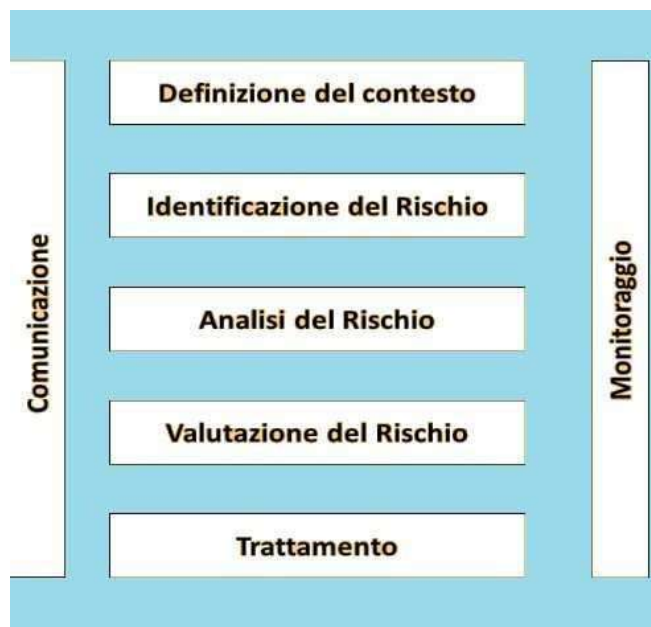 Comunicazione
Definizione del contesto
Identificazione del Rischio
Analisi del Rischio
Valutazione del Rischio
Trattamento
Monitoraggio